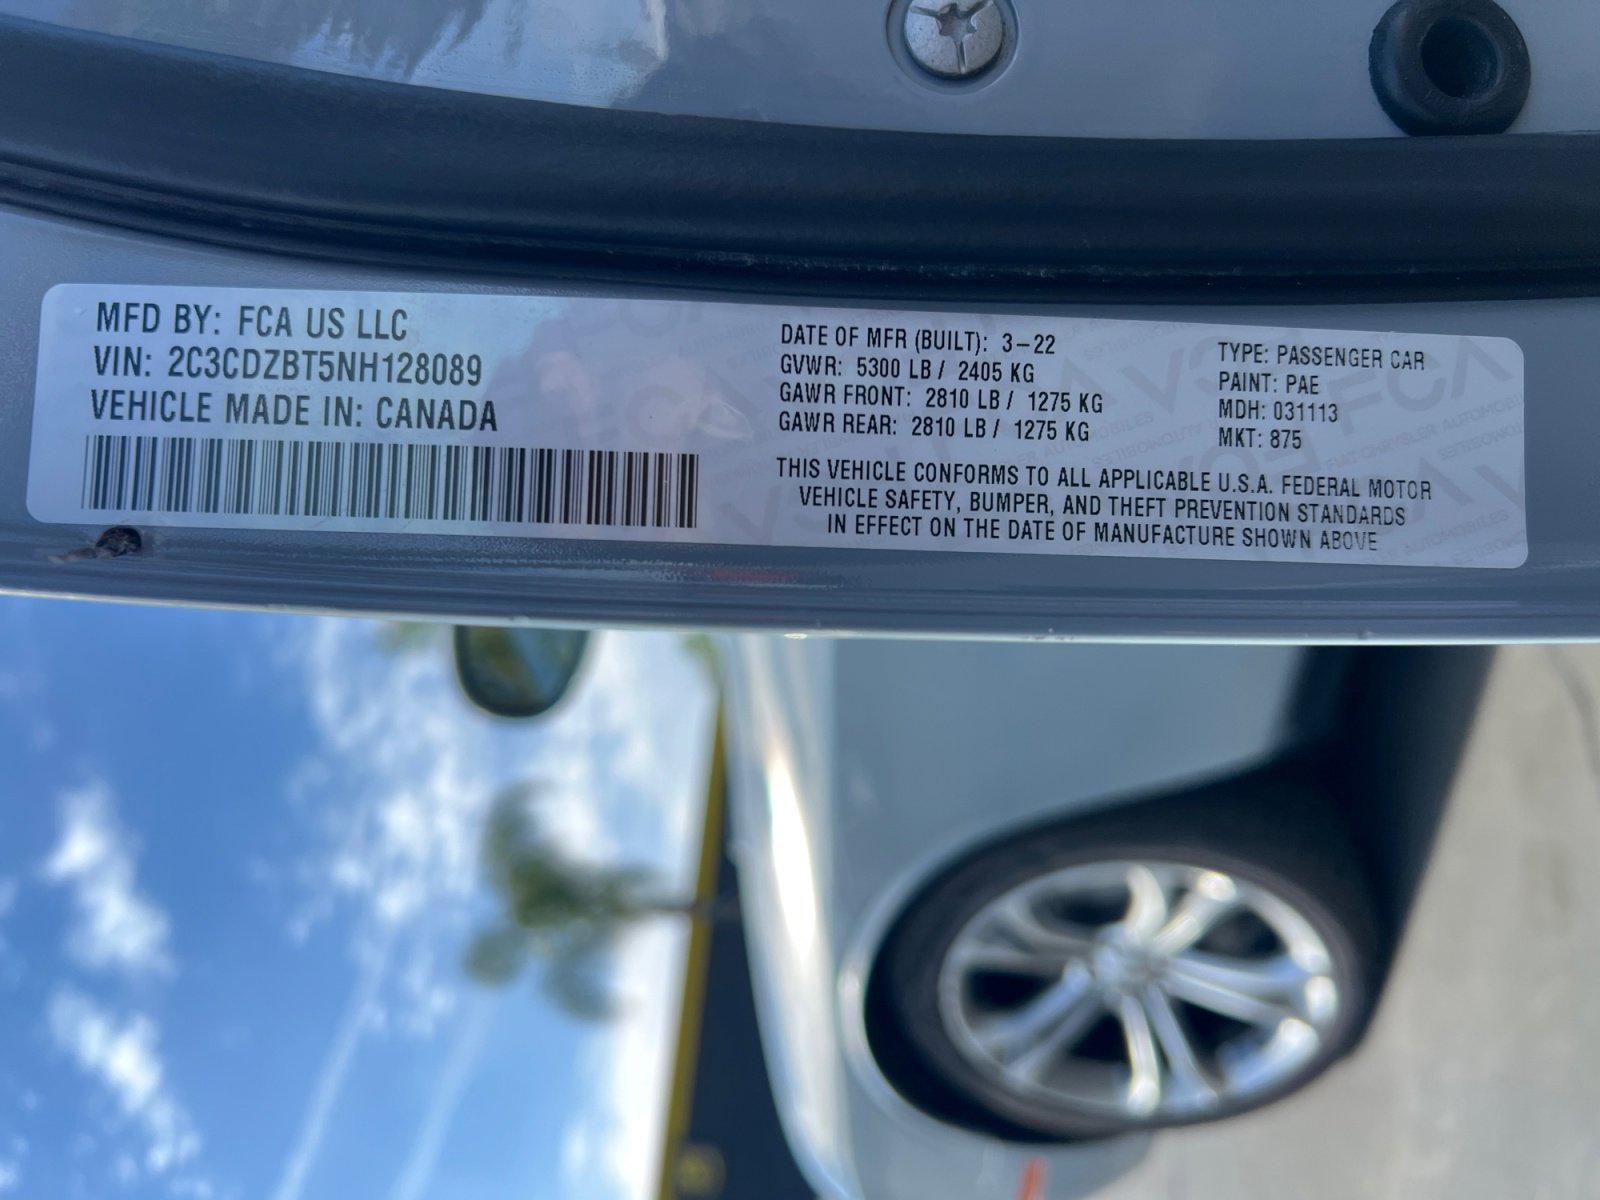 MFD BY: FCA US LLC
VIN: 2C3CDZBT5NH128089
VEHICLE MADE IN: CANADA
DATE OF MFR (BUILT): 3-22
GVWR: 5300 LB / 2405 KG
GAWR FRONT: 2810 LB / 1275 KG
GAWR REAR: 2810 LB / 1275 KG
TYPE: PASSENGER CAR
PAINT: PAE
MDH: 031113
MKT: 875
THIS VEHICLE CONFORMS TO ALL APPLICABLE U.S.A. FEDERAL MOTOR
VEHICLE SAFETY, BUMPER, AND THEFT PREVENTION STANDARDS
IN EFFECT ON THE DATE OF MANUFACTURE SHOWN ABOVE